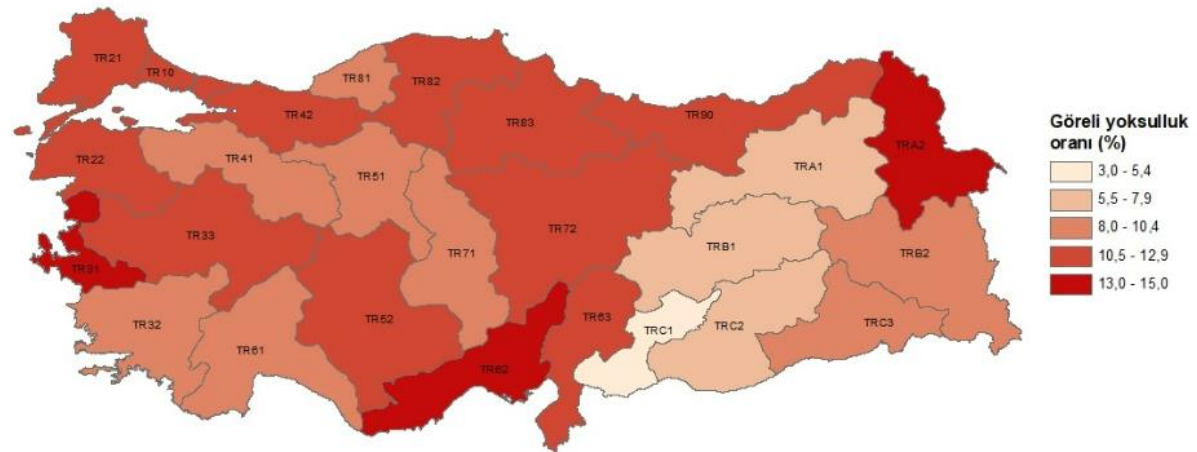 TR21
TR10
TR81
TR82
TR42
TR83
TR90
TR22
TR41
TR51
TRA1
TRA2
TR33
TR72
TR71
TRB1
TRB2
TR31
TR32
TR52
TR63
TRC1
TRC2
TRC3
TR61
TR62
Göreli yoksulluk
oranı (%)
3,0 - 5,4
5,5 - 7,9
8,0 - 10,4
10,5 - 12,9
13,0 - 15,0